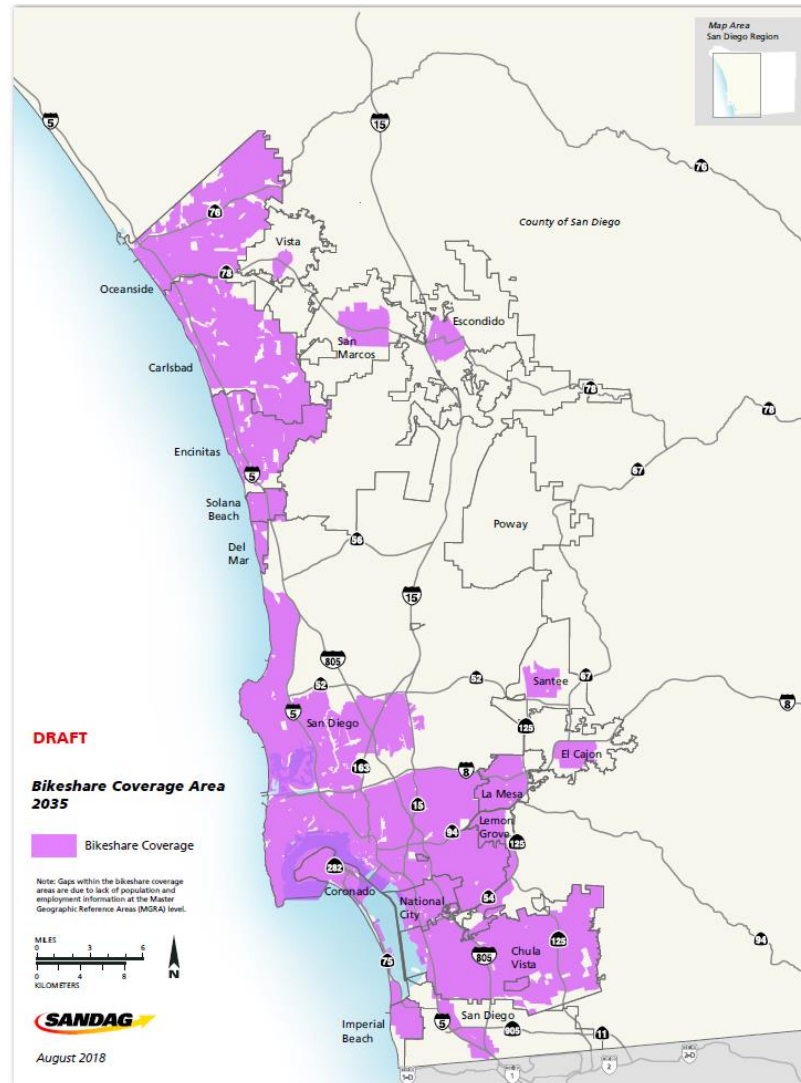 Map Area
San Diego Region
5
15
76
County of San Diego
76
Vista
78
Oceanside
Escondido
San
Marcos
Carlsbad
78
78
Encinitas
67
5
Solana
Beach
Poway
56
Del
Mar
15
805
52
52
Santee
67
5
San Diego
125
8
DRAFT
El Cajon
163
8
Bikeshare Coverage Area
2035
La Mesa
15
Lemon
Grove
94
125
Bikeshare Coverage
282
Coronado
National
City
54
Note: Gaps within the bikeshare coverage
areas are due to lack of population and
employment information at the Master
Geographic Reference Areas (MGRA) level.
125
94
MILES
0 3 6
0 4 8
KILOMETERS
N
Chula
Vista
805
75
SANDAG
Imperial
Beach
5
San Diego
905
11
August 2018
1-D
1
2
2-D